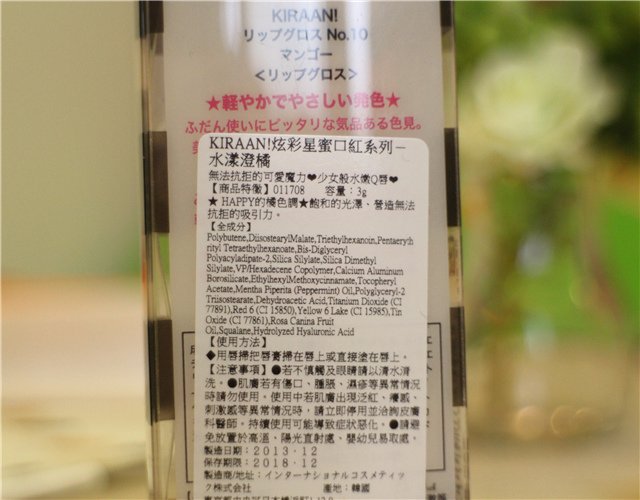 KIRAAN!
リップグロス No.10
マンゴー
<リップグロス>
★軽やかでやさしい発色★
ふだん使いにピッタリな気品ある色見。
KIRAAN!炫彩星蜜口紅系列－
水漾澄橘
無法抗拒的可愛魔力❤少女般水嫩Q唇❤
【商品特徵】011708 容量：3g
★ HAPPY的橘色調★飽和的光澤、營造無法
抗拒的吸引力。
【全成分】
Polybutene,DiisostearylMalate,Triethylhexanoin,Pentaeryth
rityl Tetraethylhexanoate,Bis-Diglyceryl
Polyacyladipate-2,Silica Silylate,Silica Dimethyl
Silylate,VP/Hexadecene Copolymer,Calcium Aluminum
Borosilicate,Ethylhexyl Methoxycinnamate,Tocopheryl
Acetate,Mentha Piperita (Peppermint) Oil,Polyglyceryl-2
Triisostearate,Dehydroacetic Acid,Titanium Dioxide (CI
77891),Red 6 (CI 15850),Yellow 6 Lake (CI 15985),Tin
Oxide (CI 77861),Rosa Canina Fruit
Oil,Squalane,Hydrolyzed Hyaluronic Acid
【使用方法】
◆用唇掃把唇膏掃在唇上或直接塗在唇上。
【注意事項】●若不慎觸及眼睛請以清水清
洗。●肌膚若有傷口、腫脹、濕疹等異常情況
時請勿使用。使用中若肌膚出現泛紅、癢感、
刺激感等異常情況時，請立即停用並洽詢皮膚
科醫師。持續使用可能導致症狀惡化。●請避
免放置於高溫、陽光直射處、嬰幼兒易取處。
製造日期：2013.12
保存期限：2018.12
製造商/地址：インターナショナルコスメティッ
ク株式会社 產地：韓國